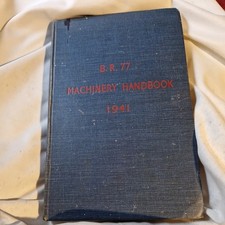 B.R. 77.
MACHINERY HANDBOOK
1941